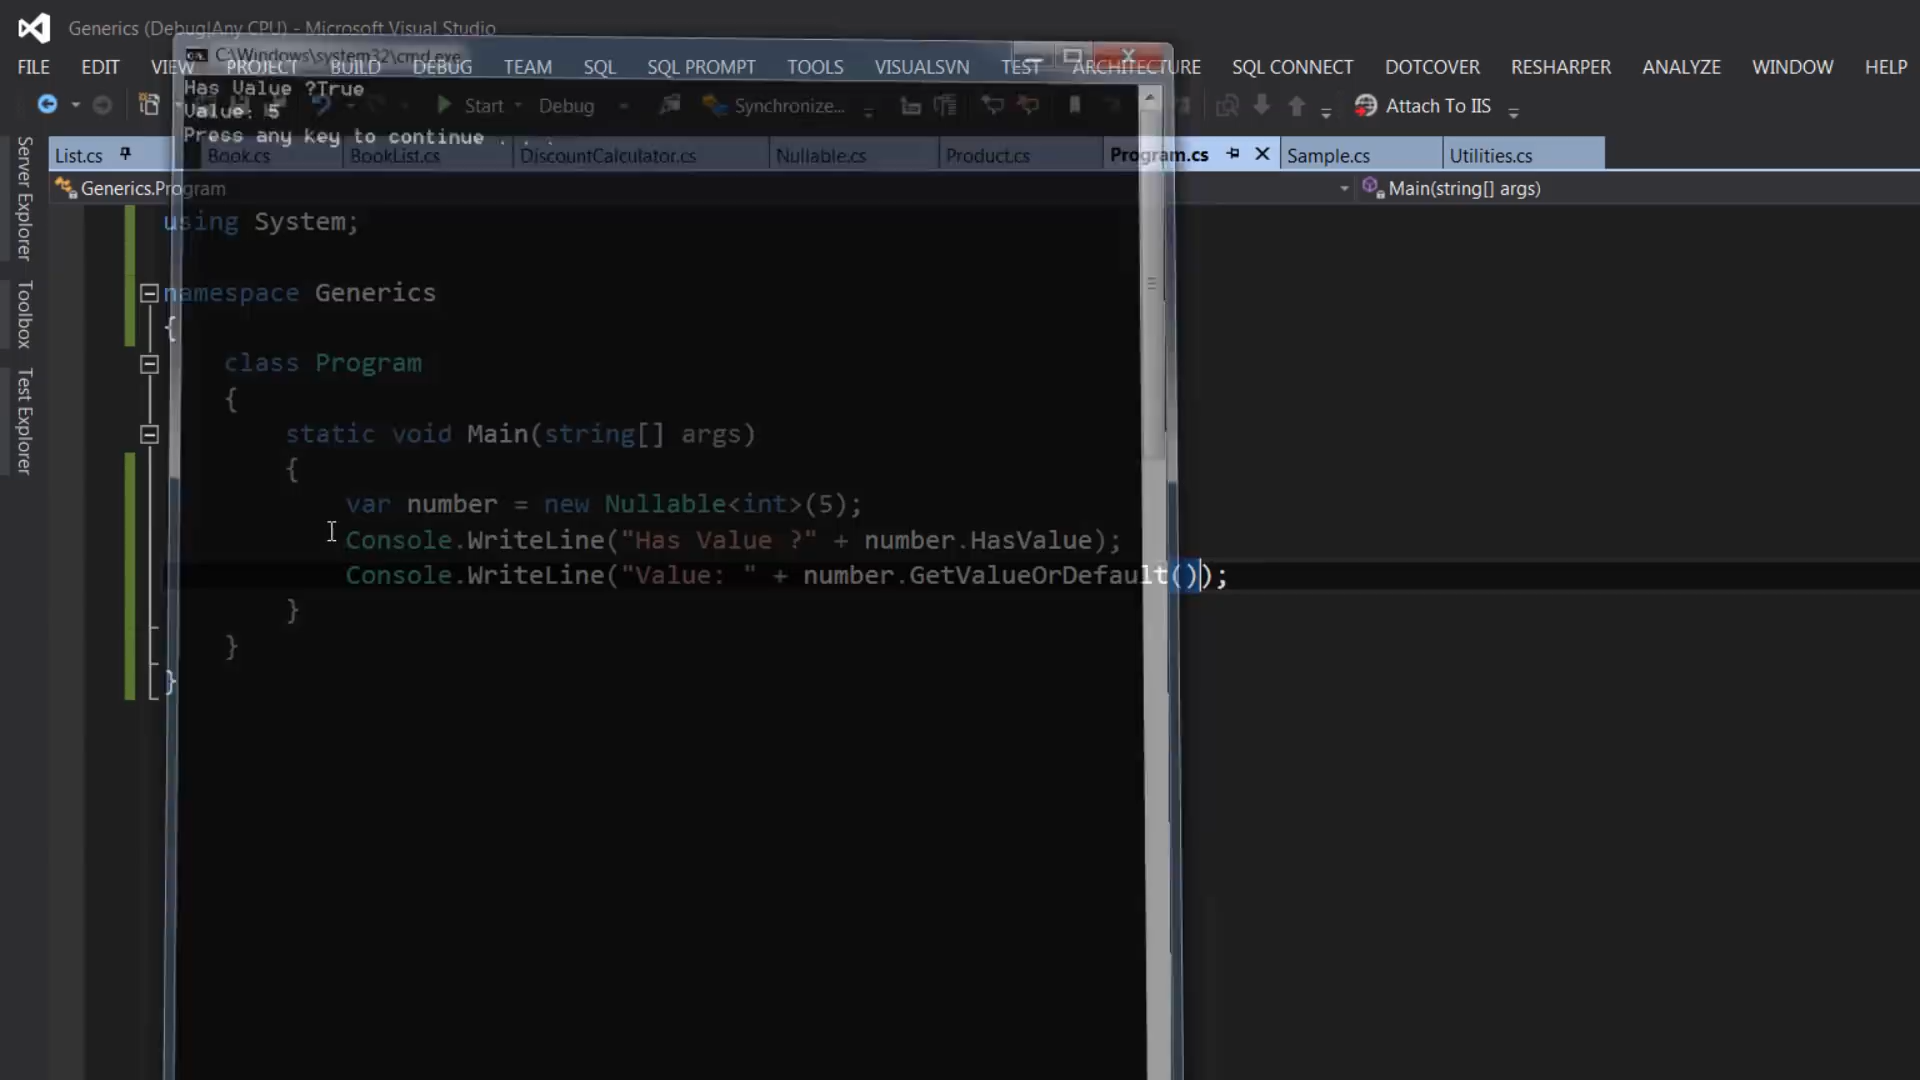 Generics (Debug|Any CPU) - Microsoft Visual Studio
C:\Windows\system32\cmd.exe
FILE EDIT VIEW PROJECT BUILD DEBUG TEAM SQL SQL PROMPT TOOLS VISUALSVN TEST ARCHITECTURE SQL CONNECT DOTCOVER RESHARPER ANALYZE WINDOW HELP
Has Value ?True
Value: 5
Press any key to continue . . .
Start Debug Synchronize... Attach To IIS
List.cs Book.cs BookList.cs DiscountCalculator.cs Nullable.cs Product.cs Program.cs Sample.cs Utilities.cs
Generics.Program Main(string[] args)
Server Explorer
Toolbox
Test Explorer
using System;
namespace Generics
{
class Program
{
static void Main(string[] args)
{
var number = new Nullable<int>(5);
Console.WriteLine("Has Value ?" + number.HasValue);
Console.WriteLine("Value: " + number.GetValueOrDefault());
}
}
}